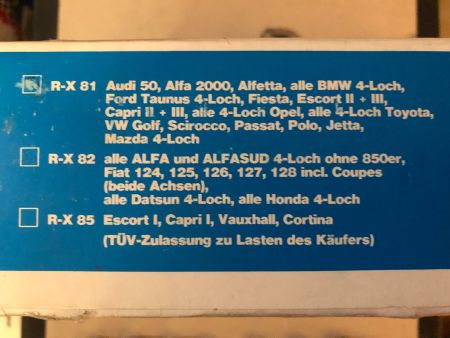 R-X 81 Audi 50, Alfa 2000, Alfetta, alle BMW 4-Loch,
Ford Taunus 4-Loch, Fiesta, Escort II + III,
Capri II + III, alle 4-Loch Opel, alle 4-Loch Toyota,
VW Golf, Scirocco, Passat, Polo, Jetta,
Mazda 4-Loch
R-X 82 alle ALFA und ALFASUD 4-Loch ohne 850er,
Fiat 124, 125, 126, 127, 128 incl. Coupes
(beide Achsen),
alle Datsun 4-Loch, alle Honda 4-Loch
R-X 85 Escort I, Capri I, Vauxhall, Cortina
(TÜV-Zulassung zu Lasten des Käufers)